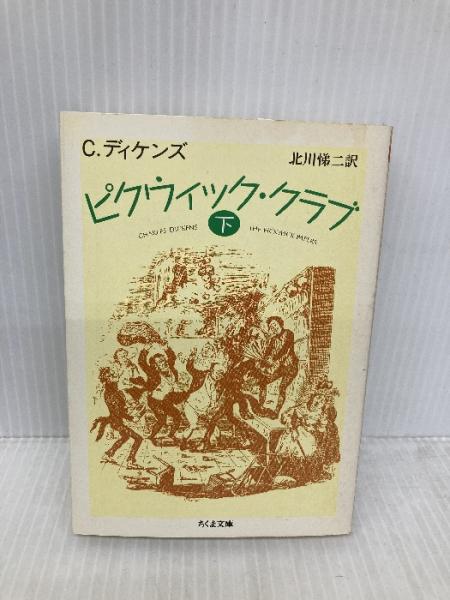 C.ディケンズ 北川悌二訳
ピクウィック・クラブ
下
CHARLES DICKENS THE PICKWICK PAPERS
ちくま文庫